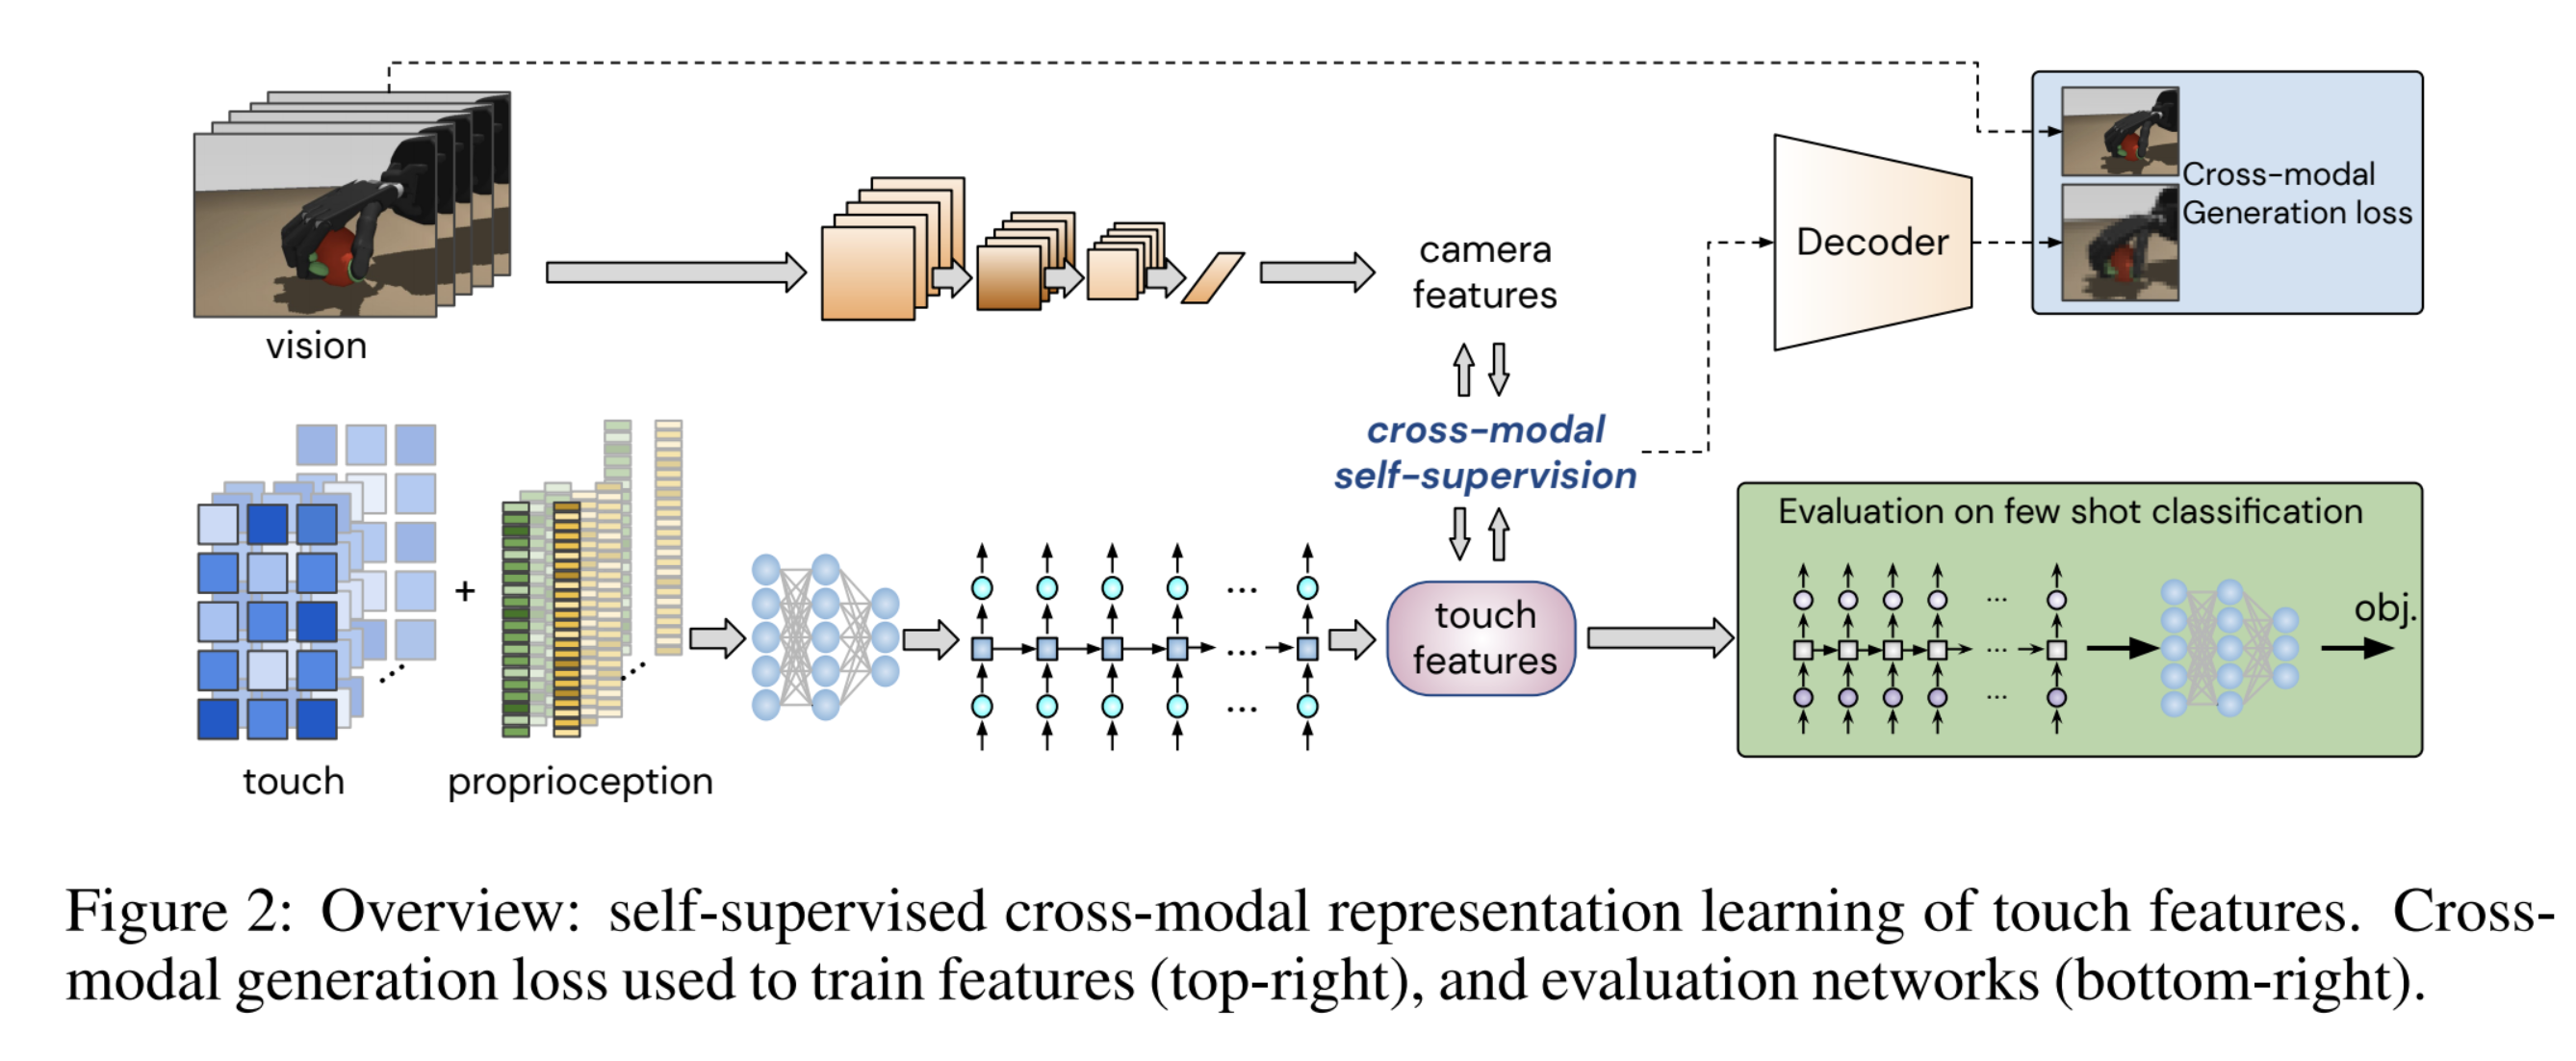 vision
camera
features
Decoder
Cross-modal
Generation loss
cross-modal
self-supervision
touch
+
proprioception
...
...
touch
features
Evaluation on few shot classification
...
...
...
obj.
Figure 2: Overview: self-supervised cross-modal representation learning of touch features. Cross-
modal generation loss used to train features (top-right), and evaluation networks (bottom-right).